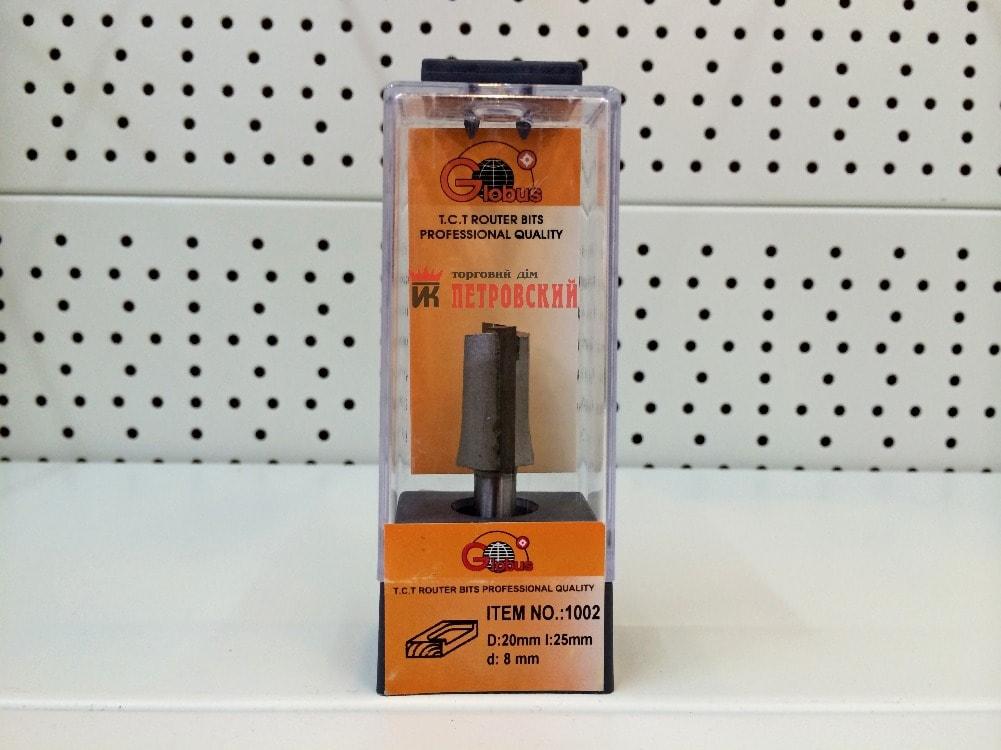 Globus
T.C.T ROUTER BITS
PROFESSIONAL QUALITY
торговий дім
ИК ПЕТРОВСКИЙ
Globus
T.C.T ROUTER BITS PROFESSIONAL QUALITY
ITEM NO.:1002
D:20mm l:25mm
d: 8 mm